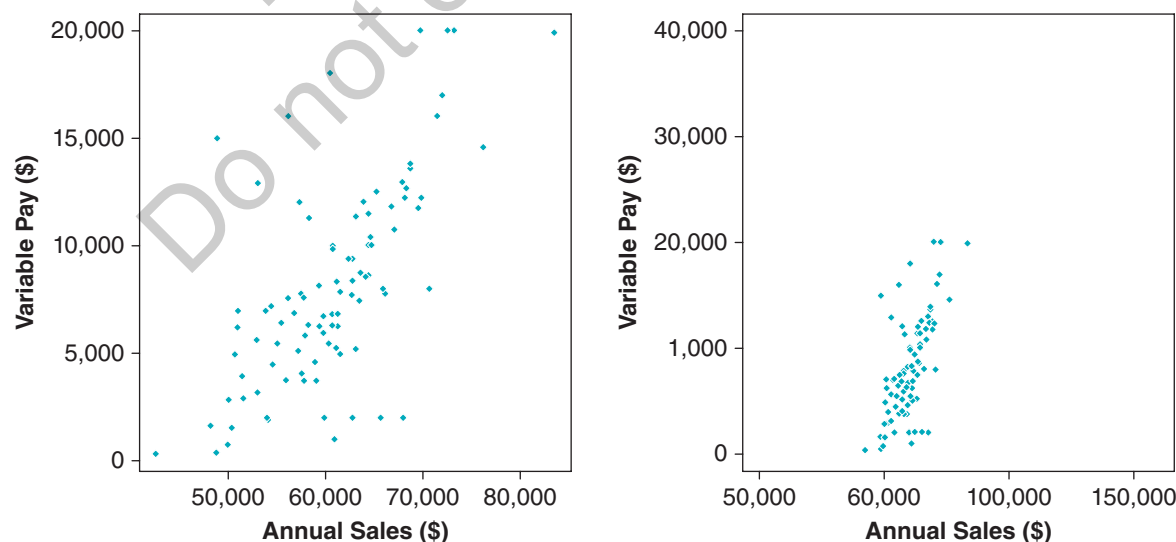 Do not
20,000
15,000
10,000
5,000
0
Variable Pay ($)
50,000 60,000 70,000 80,000
Annual Sales ($)
40,000
30,000
20,000
1,000
0
Variable Pay ($)
50,000 60,000 100,000 150,000
Annual Sales ($)